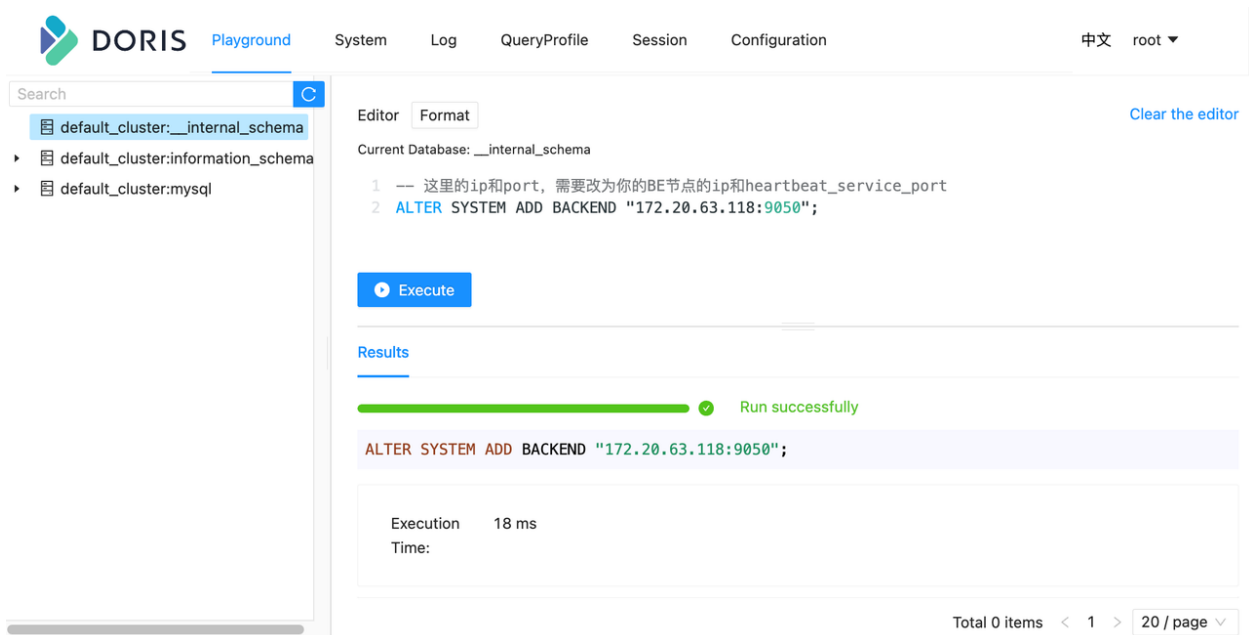 DORIS Playground System Log QueryProfile Session Configuration 中文 root
Search
default_cluster:__internal_schema
default_cluster:information_schema
default_cluster:mysql
Editor Format Clear the editor
Current Database: __internal_schema
1 -- 这里的ip和port，需要改为你的BE节点的ip和heartbeat_service_port
2 ALTER SYSTEM ADD BACKEND "172.20.63.118:9050";
Execute
Results
Run successfully
ALTER SYSTEM ADD BACKEND "172.20.63.118:9050";
Execution 18 ms
Time:
Total 0 items < 1 > 20 / page